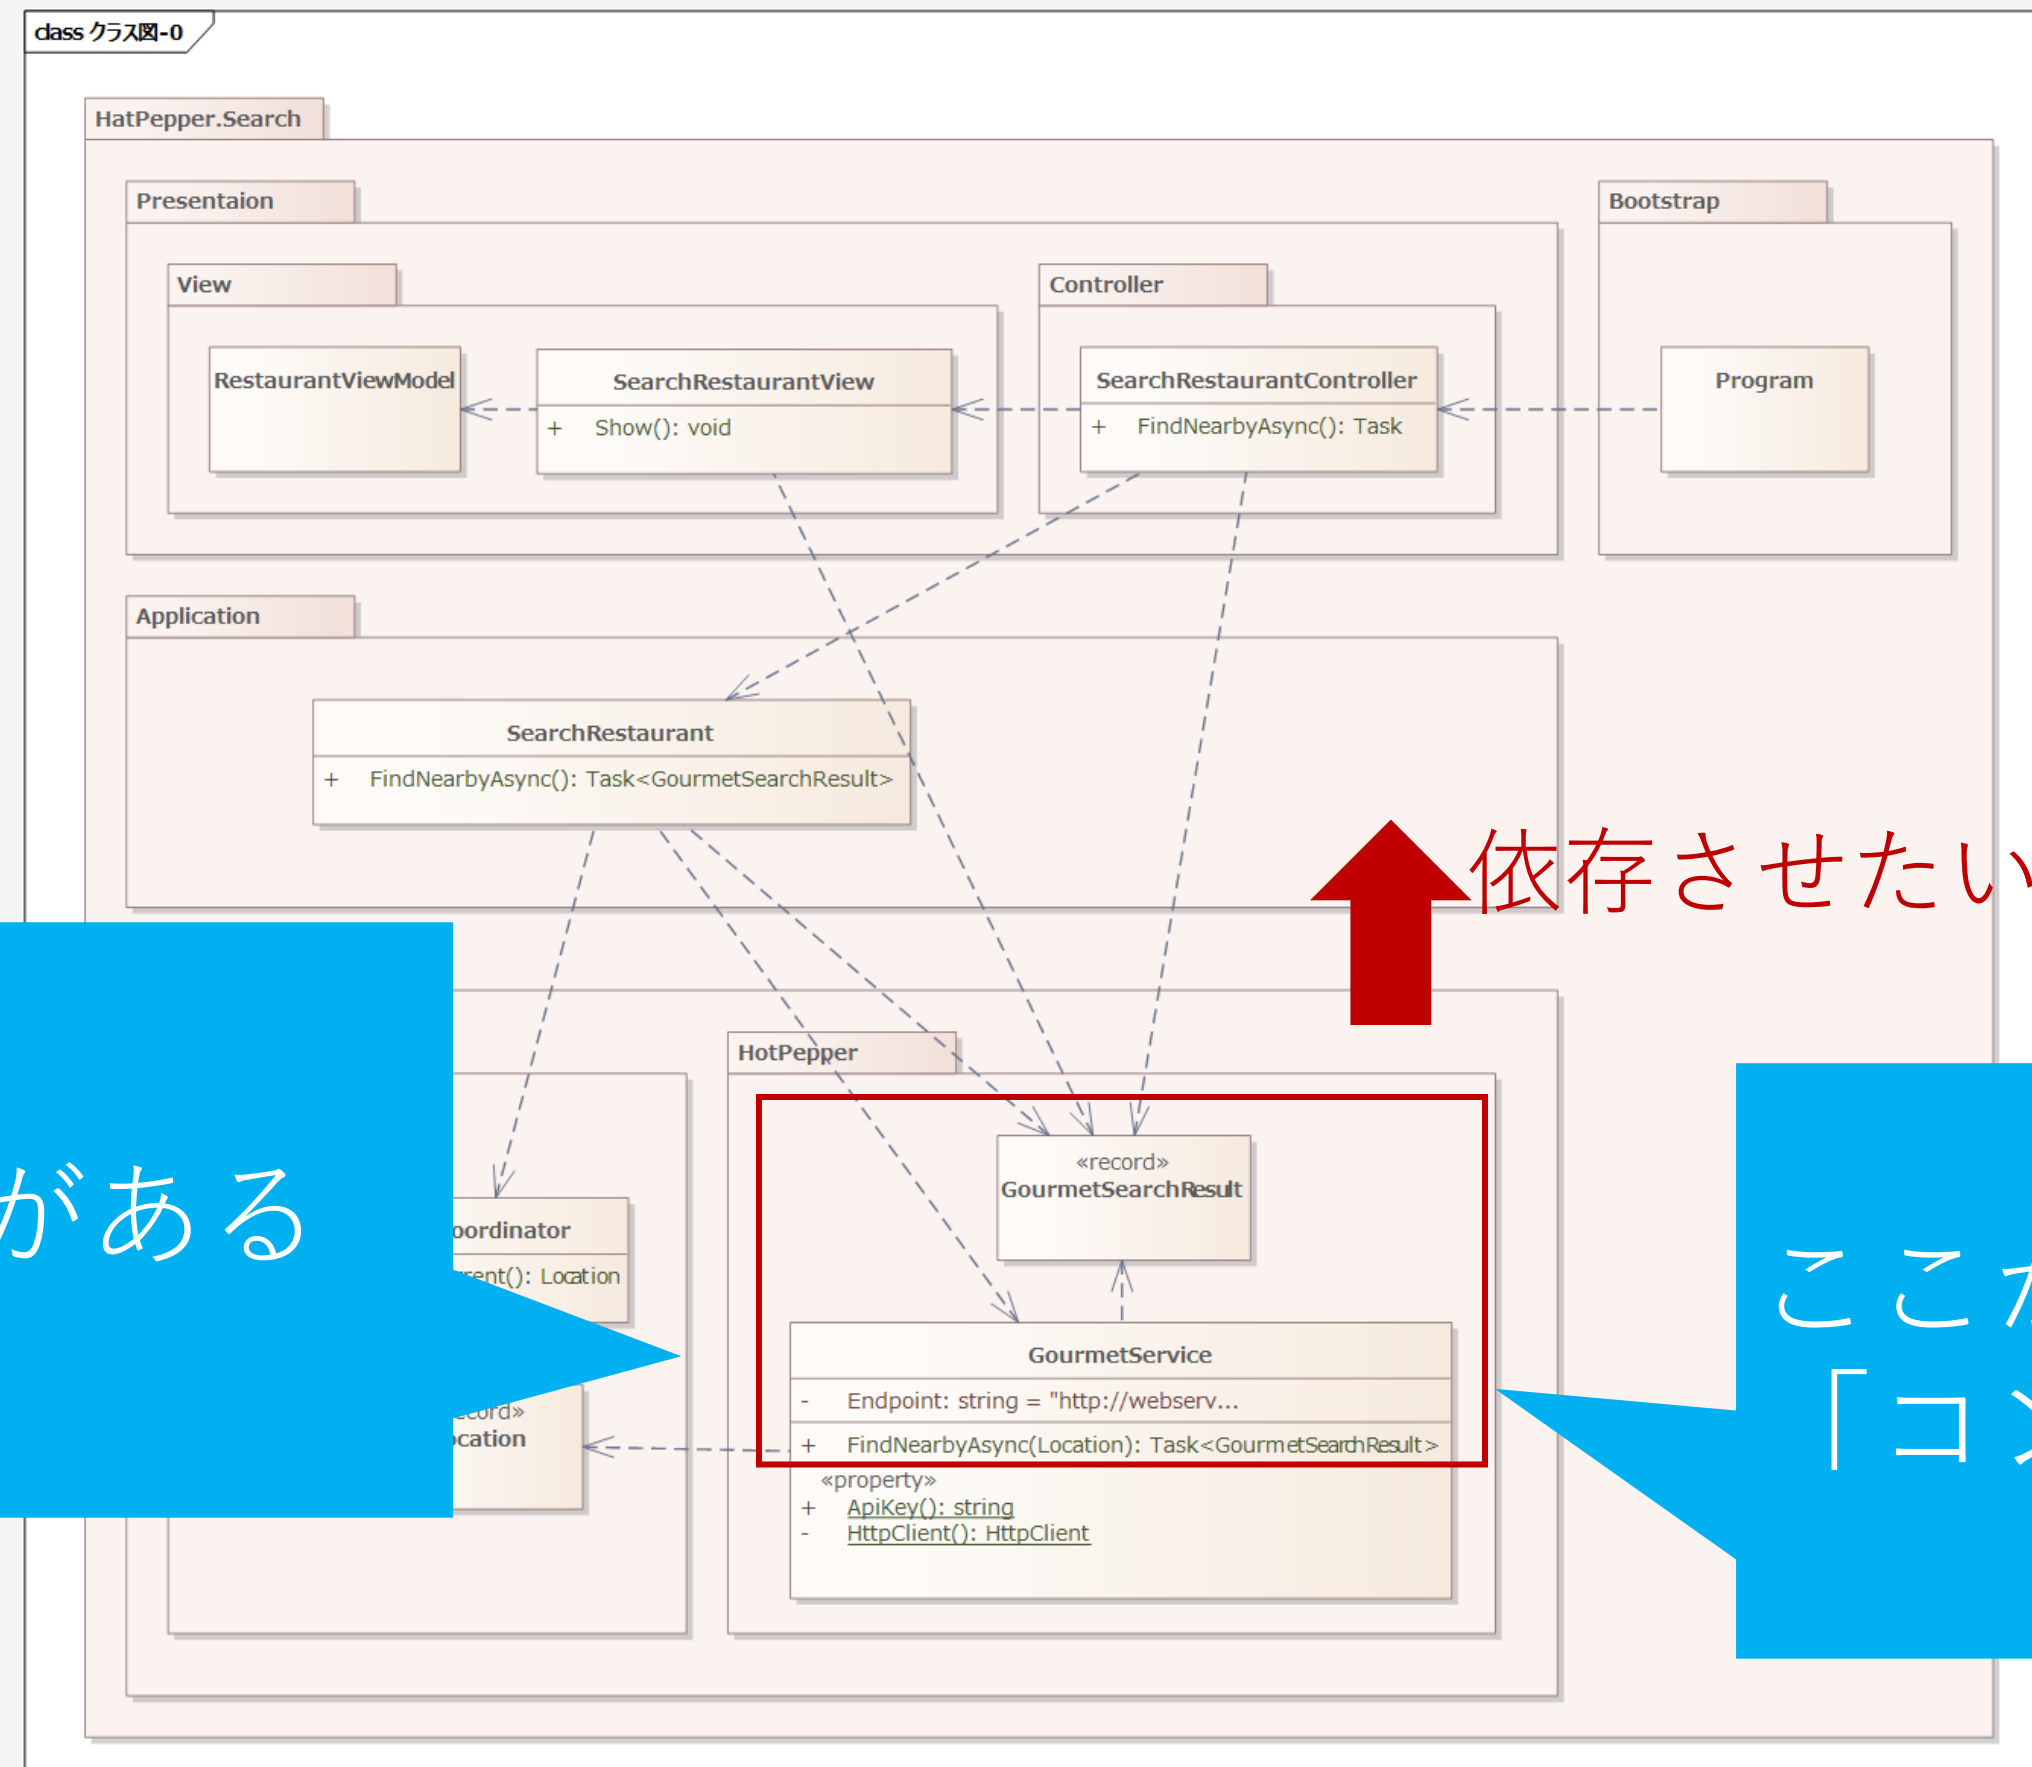 class クラス図-0
HatPepper.Search
Presentaion
Bootstrap
View
Controller
RestaurantViewModel
SearchRestaurantView
+ Show(): void
SearchRestaurantController
+ FindNearbyAsync(): Task
Program
Application
SearchRestaurant
+ FindNearbyAsync(): Task<GourmetSearchResult>
依存させたい
HotPepper
がある
«record»
GourmetSearchResult
oordinator
rent(): Location
GourmetService
- Endpoint: string = "http://webserv...
+ FindNearbyAsync(Location): Task<GourmetSearchResult>
«property»
+ ApiKey(): string
- HttpClient(): HttpClient
cord»
ocation
ここ
「コン